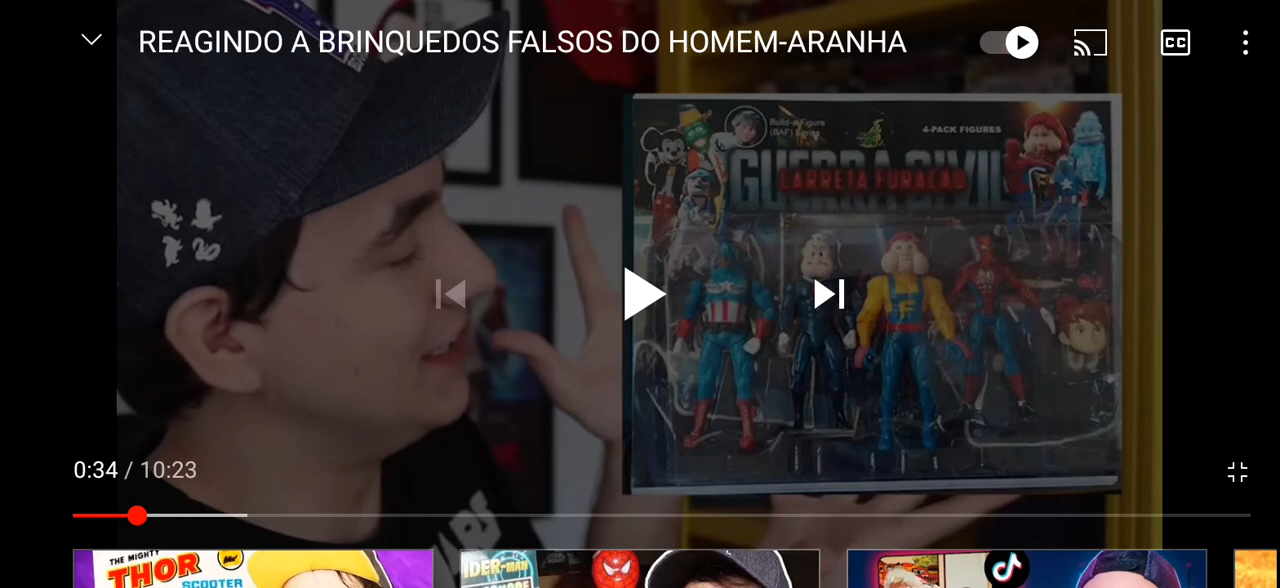 REAGINDO A BRINQUEDOS FALSOS DO HOMEM-ARANHA
CC
Build-a-Figure
(BAF) Series
4-PACK FIGURES
GUERRA CIVIL
CARRETA FURACÃO
F
0:34 / 10:23
THE MIGHTY
THOR
SCOOTER